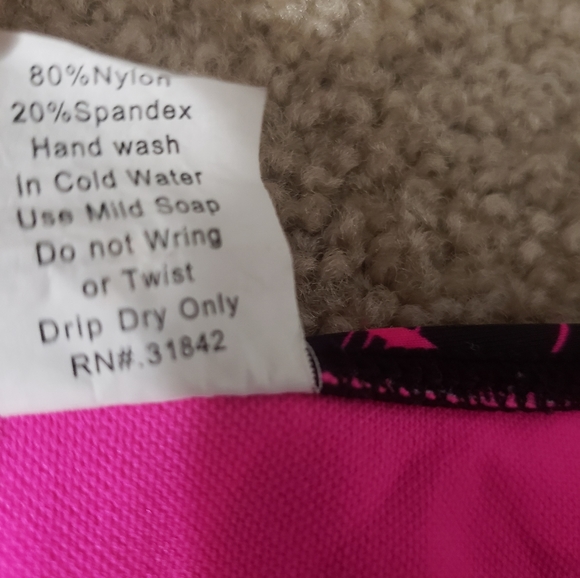 80%Nylon
20%Spandex
Hand wash
In Cold Water
Use Mild Soap
Do not Wring
or Twist
Drip Dry Only
RN#.31842